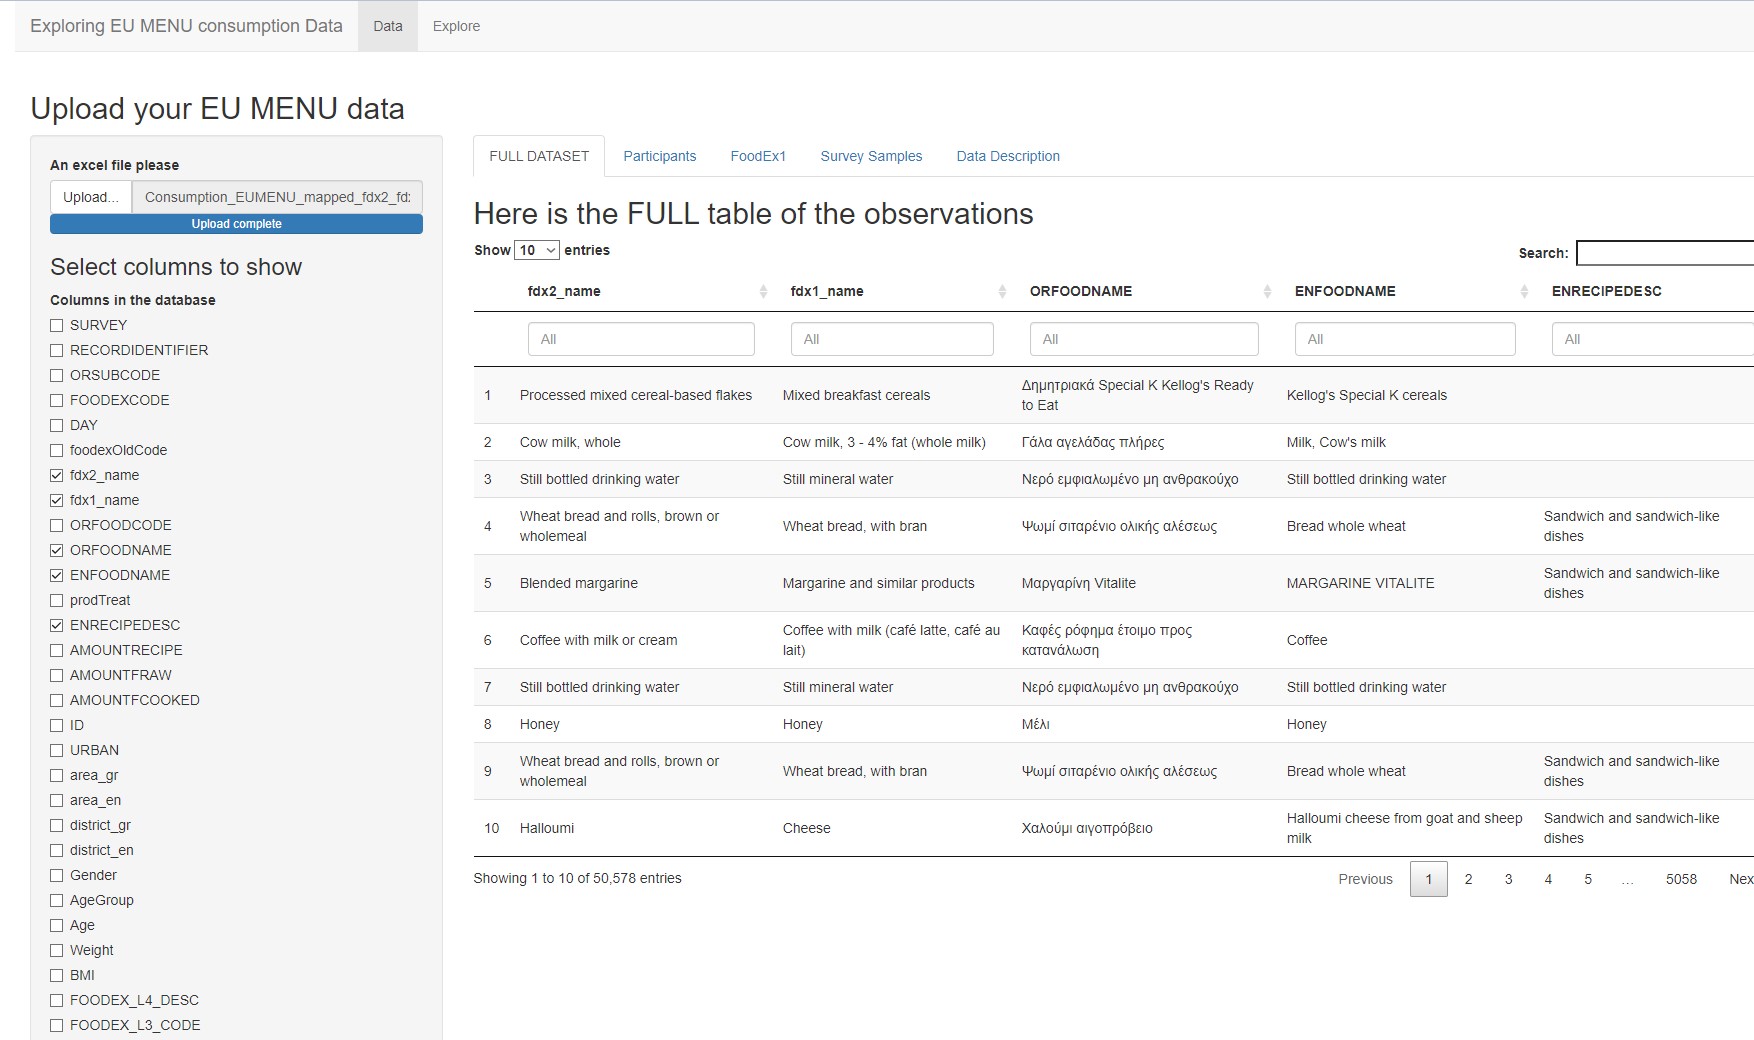 Exploring EU MENU consumption Data
Data
Explore
Upload your EU MENU data
An excel file please
Upload...
Consumption_EUMENU_mapped_fdx2_fd
Upload complete
Select columns to show
Columns in the database
SURVEY
RECORDIDENTIFIER
ORSUBCODE
FOODEXCODE
DAY
foodexOldCode
fdx2_name
fdx1_name
ORFOODCODE
ORFOODNAME
ENFOODNAME
prodTreat
ENRECIPEDESC
AMOUNTRECIPE
AMOUNTFRAW
AMOUNTFCOOKED
ID
URBAN
area_gr
area_en
district_gr
district_en
Gender
AgeGroup
Age
Weight
BMI
FOODEX_L4_DESC
FOODEX_L3_CODE
FULL DATASET
Participants
FoodEx1
Survey Samples
Data Description
Here is the FULL table of the observations
Show 10 entries
Search:
fdx2_name fdx1_name ORFOODNAME ENFOODNAME ENRECIPEDESC
All All All All All
1 Processed mixed cereal-based flakes Mixed breakfast cereals Δημητριακά Special K Kellog's Ready Kellog's Special K cereals
to Eat
2 Cow milk, whole Cow milk, 3 - 4% fat (whole milk) Γάλα αγελάδας πλήρες Milk, Cow's milk
3 Still bottled drinking water Still mineral water Νερό εμφιαλωμένο μη ανθρακούχο Still bottled drinking water
4 Wheat bread and rolls, brown or Wheat bread, with bran Ψωμί σιταρένιο ολικής αλέσεως Bread whole wheat Sandwich and sandwich-like
wholemeal dishes
5 Blended margarine Margarine and similar products Μαργαρίνη Vitalite MARGARINE VITALITE Sandwich and sandwich-like
dishes
6 Coffee with milk or cream Coffee with milk (café latte, café au Καφές ρόφημα έτοιμο προς Coffee
lait) κατανάλωση
7 Still bottled drinking water Still mineral water Νερό εμφιαλωμένο μη ανθρακούχο Still bottled drinking water
8 Honey Honey Μέλι Honey
9 Wheat bread and rolls, brown or Wheat bread, with bran Ψωμί σιταρένιο ολικής αλέσεως Bread whole wheat Sandwich and sandwich-like
wholemeal dishes
10 Halloumi Cheese Χαλούμι αιγοπρόβειο Halloumi cheese from goat and sheep Sandwich and sandwich-like
milk dishes
Showing 1 to 10 of 50,578 entries
Previous 1 2 3 4 5 … 5058 Nex